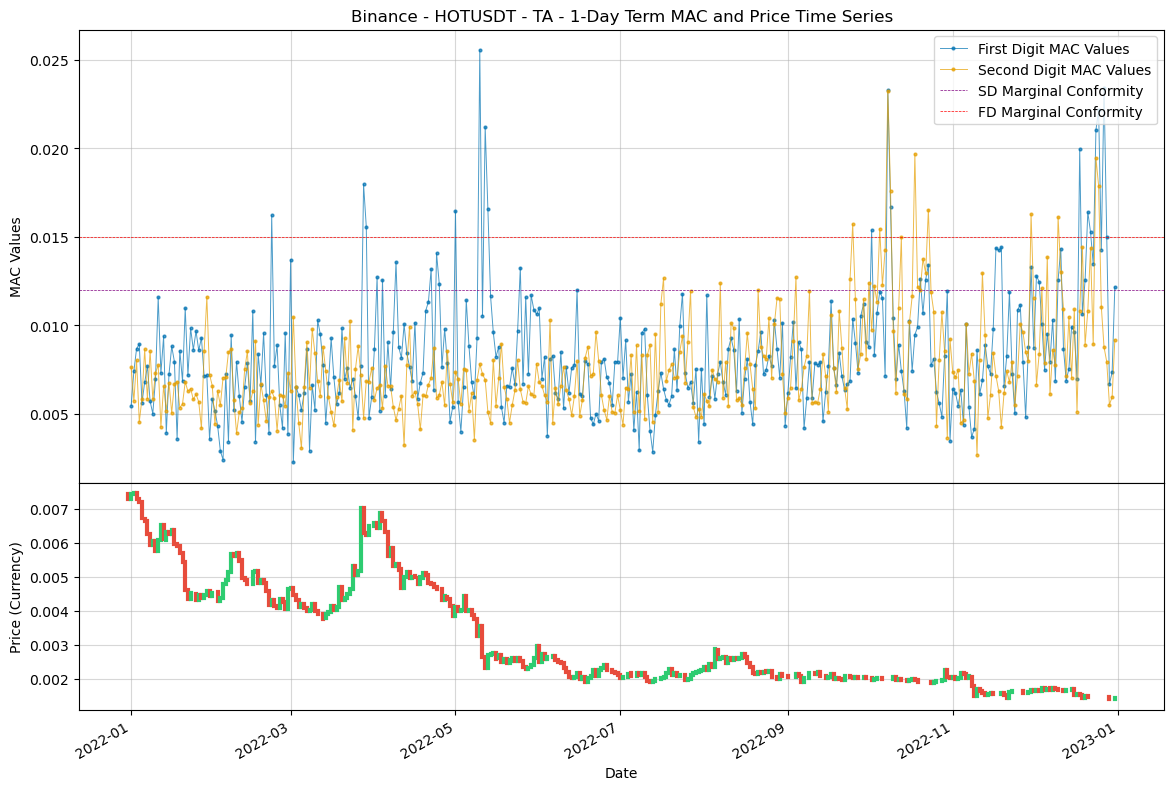 Binance - HOTUSDT - TA - 1-Day Term MAC and Price Time Series
First Digit MAC Values
Second Digit MAC Values
SD Marginal Conformity
FD Marginal Conformity
MAC Values
0.025
0.020
0.015
0.010
0.005
Price (Currency)
0.007
0.006
0.005
0.004
0.003
0.002
2022-01
2022-03
2022-05
2022-07
2022-09
2022-11
2023-01
Date